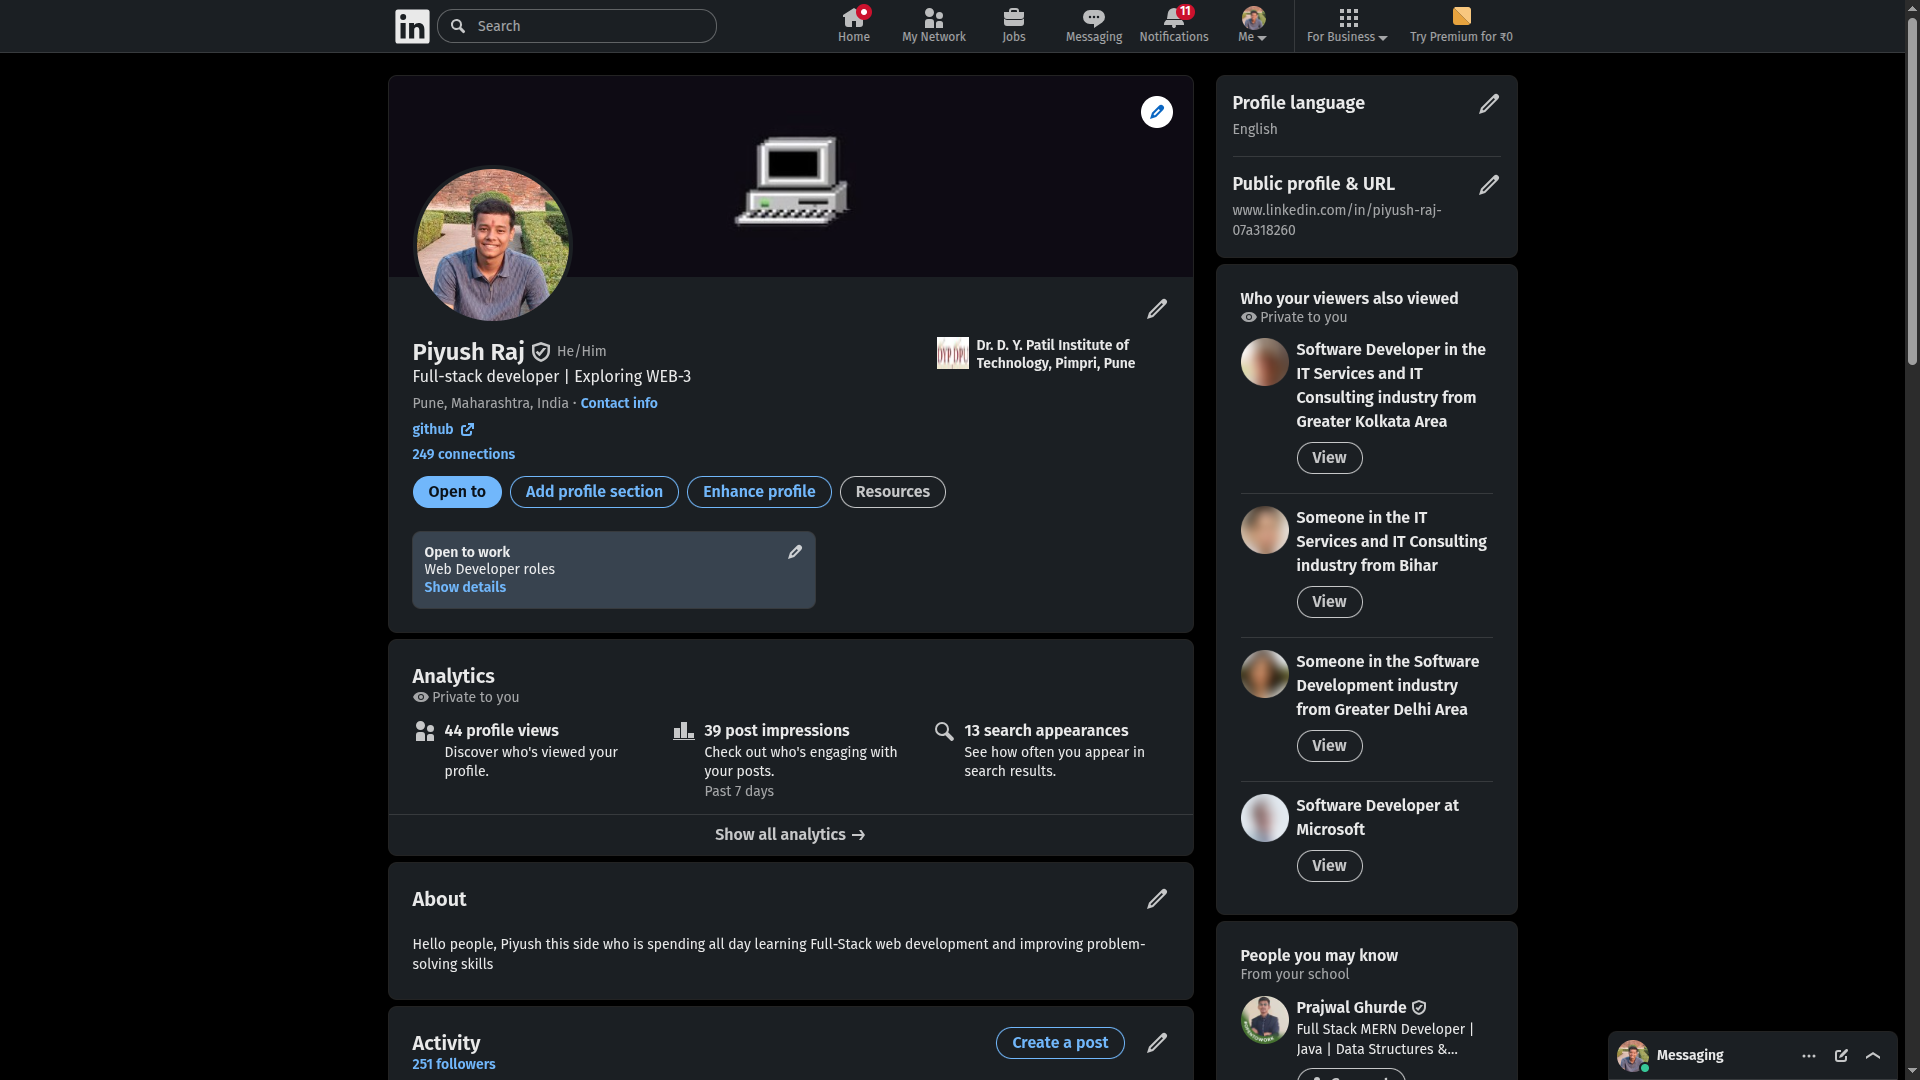 in
Search
Home
My Network
Jobs
Messaging
11
Notifications
Me
For Business
Try Premium for ₹0
Piyush Raj
He/Him
Full-stack developer | Exploring WEB-3
Pune, Maharashtra, India · Contact info
github
249 connections
DYP DPU
Dr. D. Y. Patil Institute of
Technology, Pimpri, Pune
Open to
Add profile section
Enhance profile
Resources
Open to work
Web Developer roles
Show details
Analytics
Private to you
44 profile views
Discover who's viewed your
profile.
39 post impressions
Check out who's engaging with
your posts.
Past 7 days
13 search appearances
See how often you appear in
search results.
Show all analytics →
About
Hello people, Piyush this side who is spending all day learning Full-Stack web development and improving problem-
solving skills
Activity
251 followers
Create a post
Profile language
English
Public profile & URL
www.linkedin.com/in/piyush-raj-
07a318260
Who your viewers also viewed
Private to you
Software Developer in the
IT Services and IT
Consulting industry from
Greater Kolkata Area
View
Someone in the IT
Services and IT Consulting
industry from Bihar
View
Someone in the Software
Development industry
from Greater Delhi Area
View
Software Developer at
Microsoft
View
People you may know
From your school
Prajwal Ghurde
Full Stack MERN Developer |
Java | Data Structures &...
Messaging